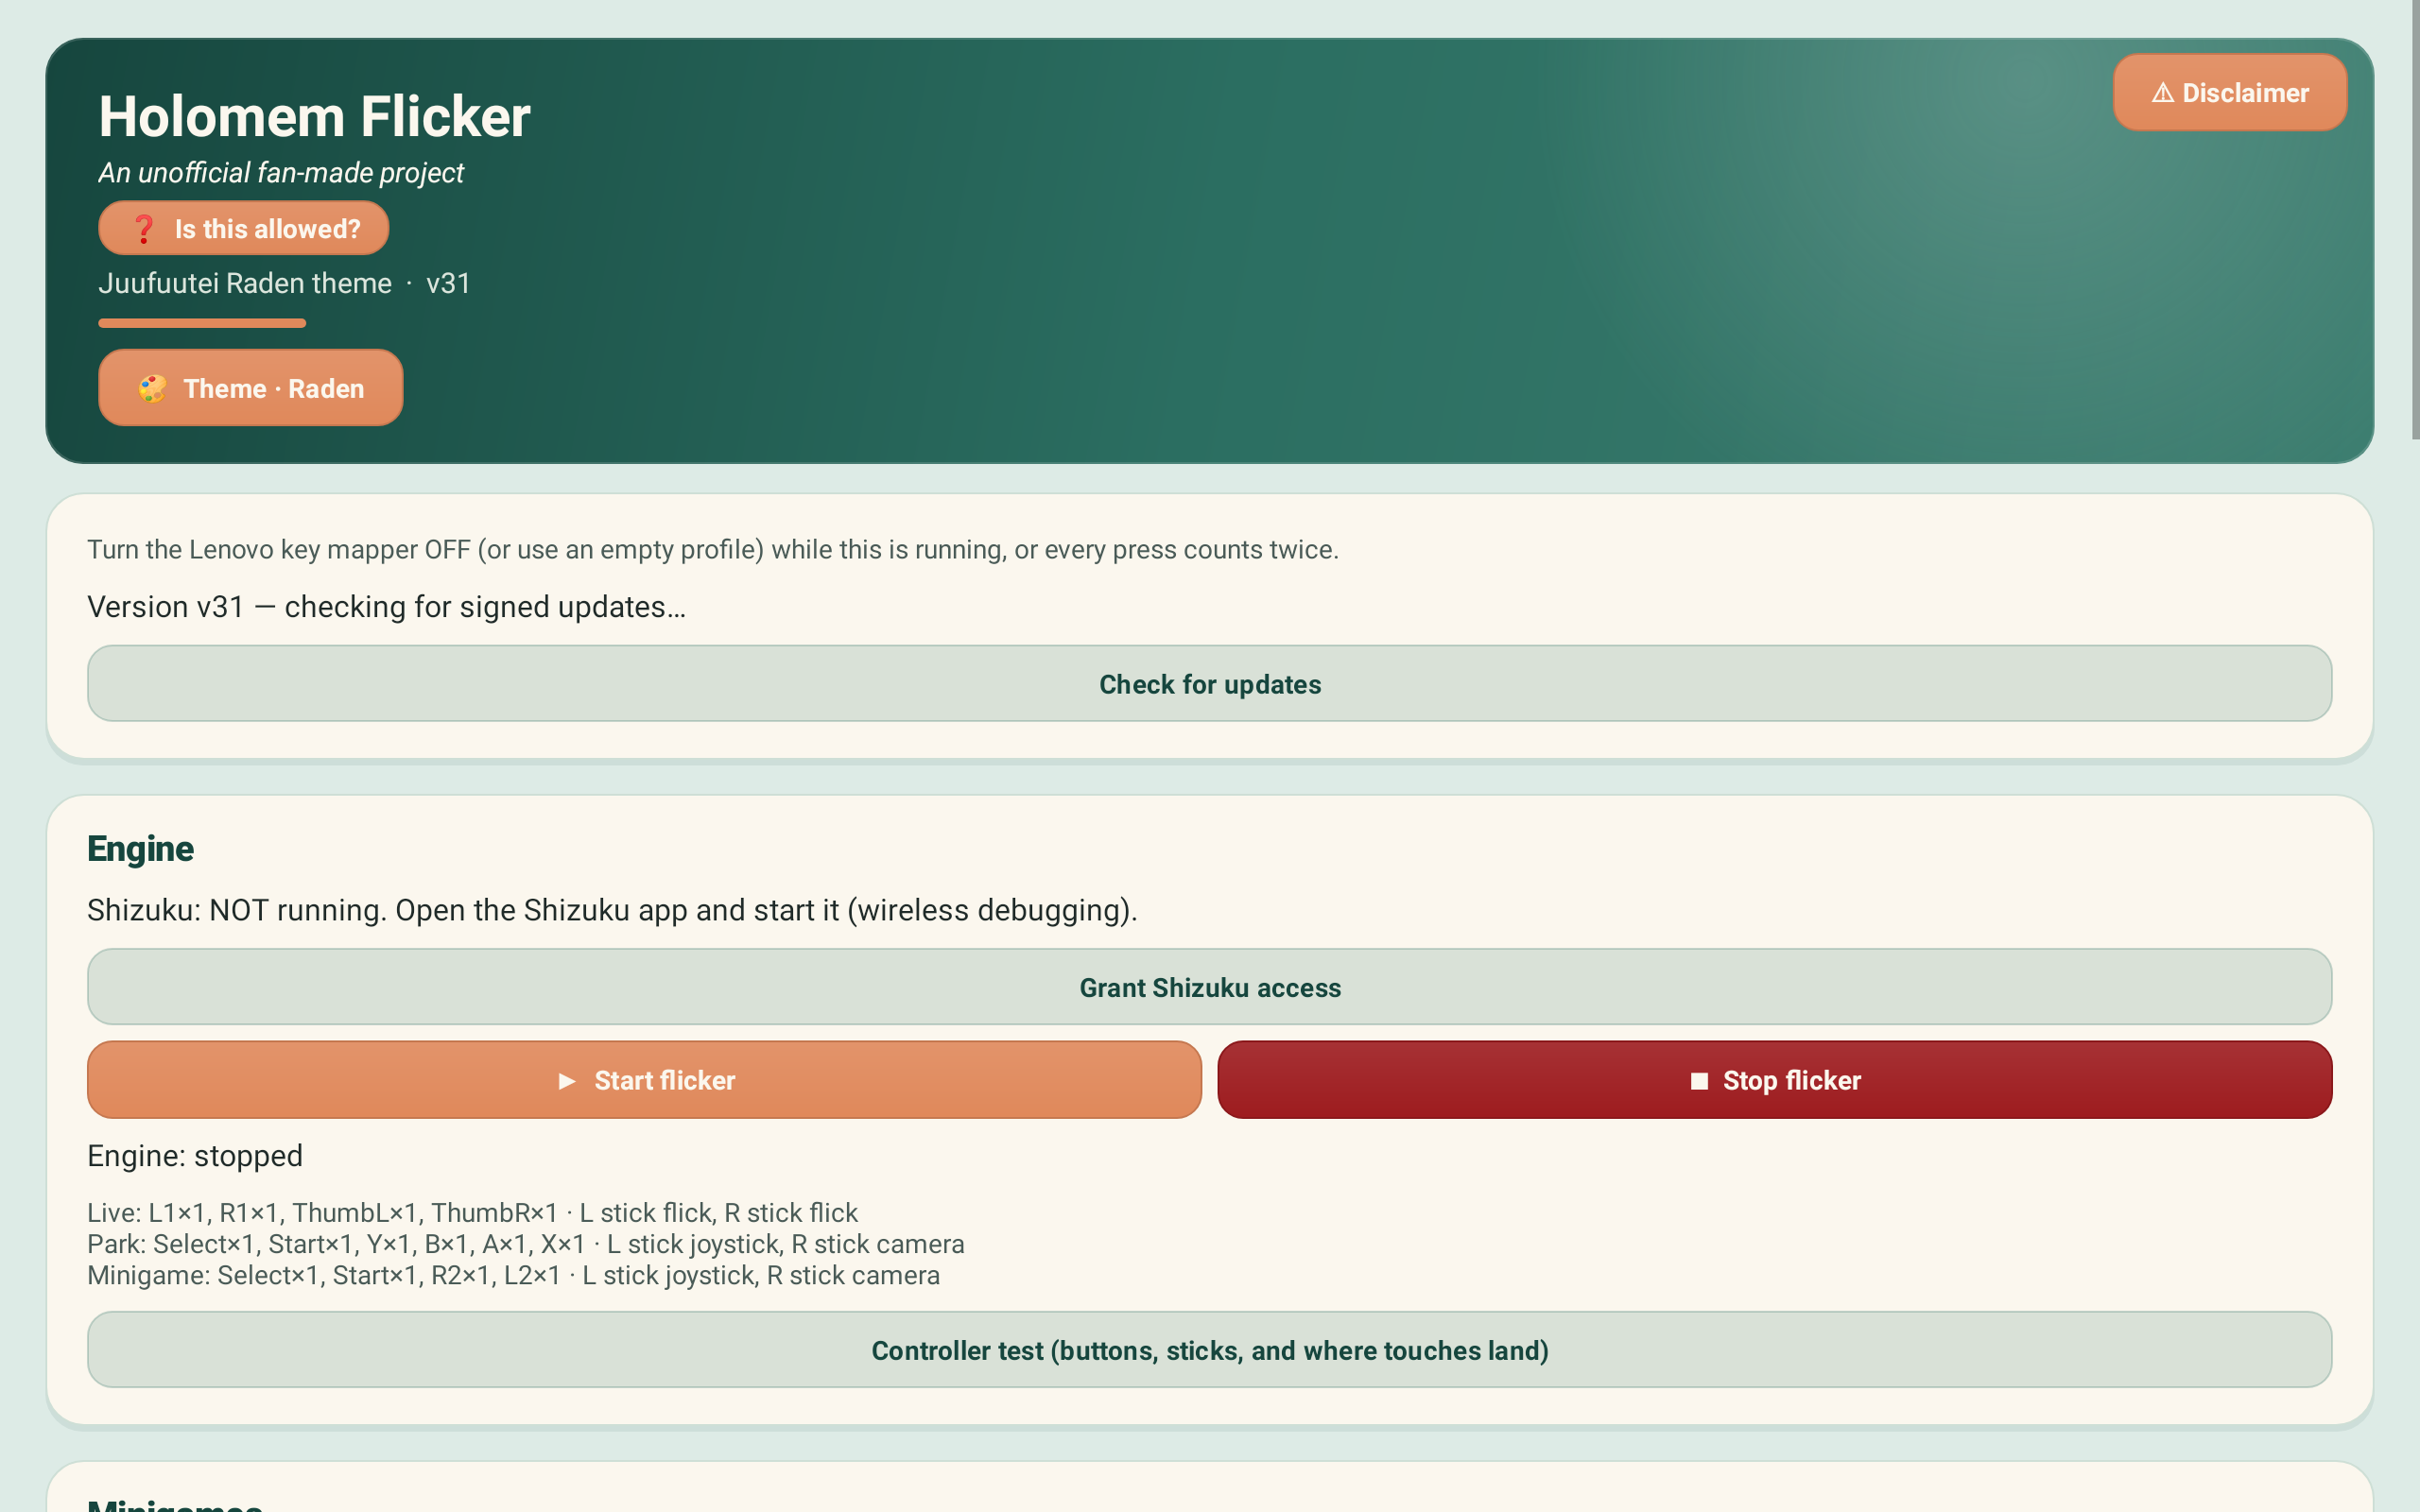 Holomem Flicker
⚠ Disclaimer
An unofficial fan-made project
❓ Is this allowed?
Juufuutei Raden theme · v31
🎨 Theme · Raden
Turn the Lenovo key mapper OFF (or use an empty profile) while this is running, or every press counts twice.
Version v31 — checking for signed updates…
Check for updates
Engine
Shizuku: NOT running. Open the Shizuku app and start it (wireless debugging).
Grant Shizuku access
► Start flicker
■ Stop flicker
Engine: stopped
Live: L1×1, R1×1, ThumbL×1, ThumbR×1 · L stick flick, R stick flick
Park: Select×1, Start×1, Y×1, B×1, A×1, X×1 · L stick joystick, R stick camera
Minigame: Select×1, Start×1, R2×1, L2×1 · L stick joystick, R stick camera
Controller test (buttons, sticks, and where touches land)
Minigames